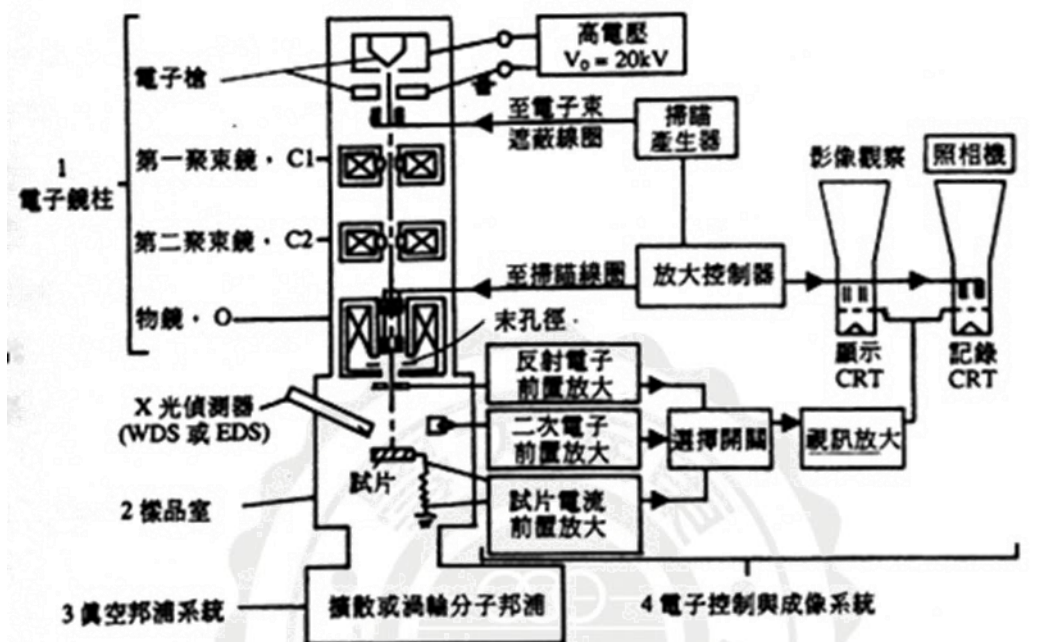 高電壓
V₀ = 20kV
電子槍
至電子束
遮蔽線圈
掃瞄
產生器
第一聚束鏡，C1
1
電子鏡柱
影像觀察
照相機
第二聚束鏡，C2
至掃瞄線圈
放大控制器
物鏡，O
末孔徑
顯示
CRT
記錄
CRT
反射電子
前置放大
X 光偵測器
(WDS 或 EDS)
二次電子
前置放大
選擇開關
視訊放大
試片
2 樣品室
試片電流
前置放大
3 眞空邦浦系統
擴散或渦輪分子邦浦
4 電子控制與成像系統